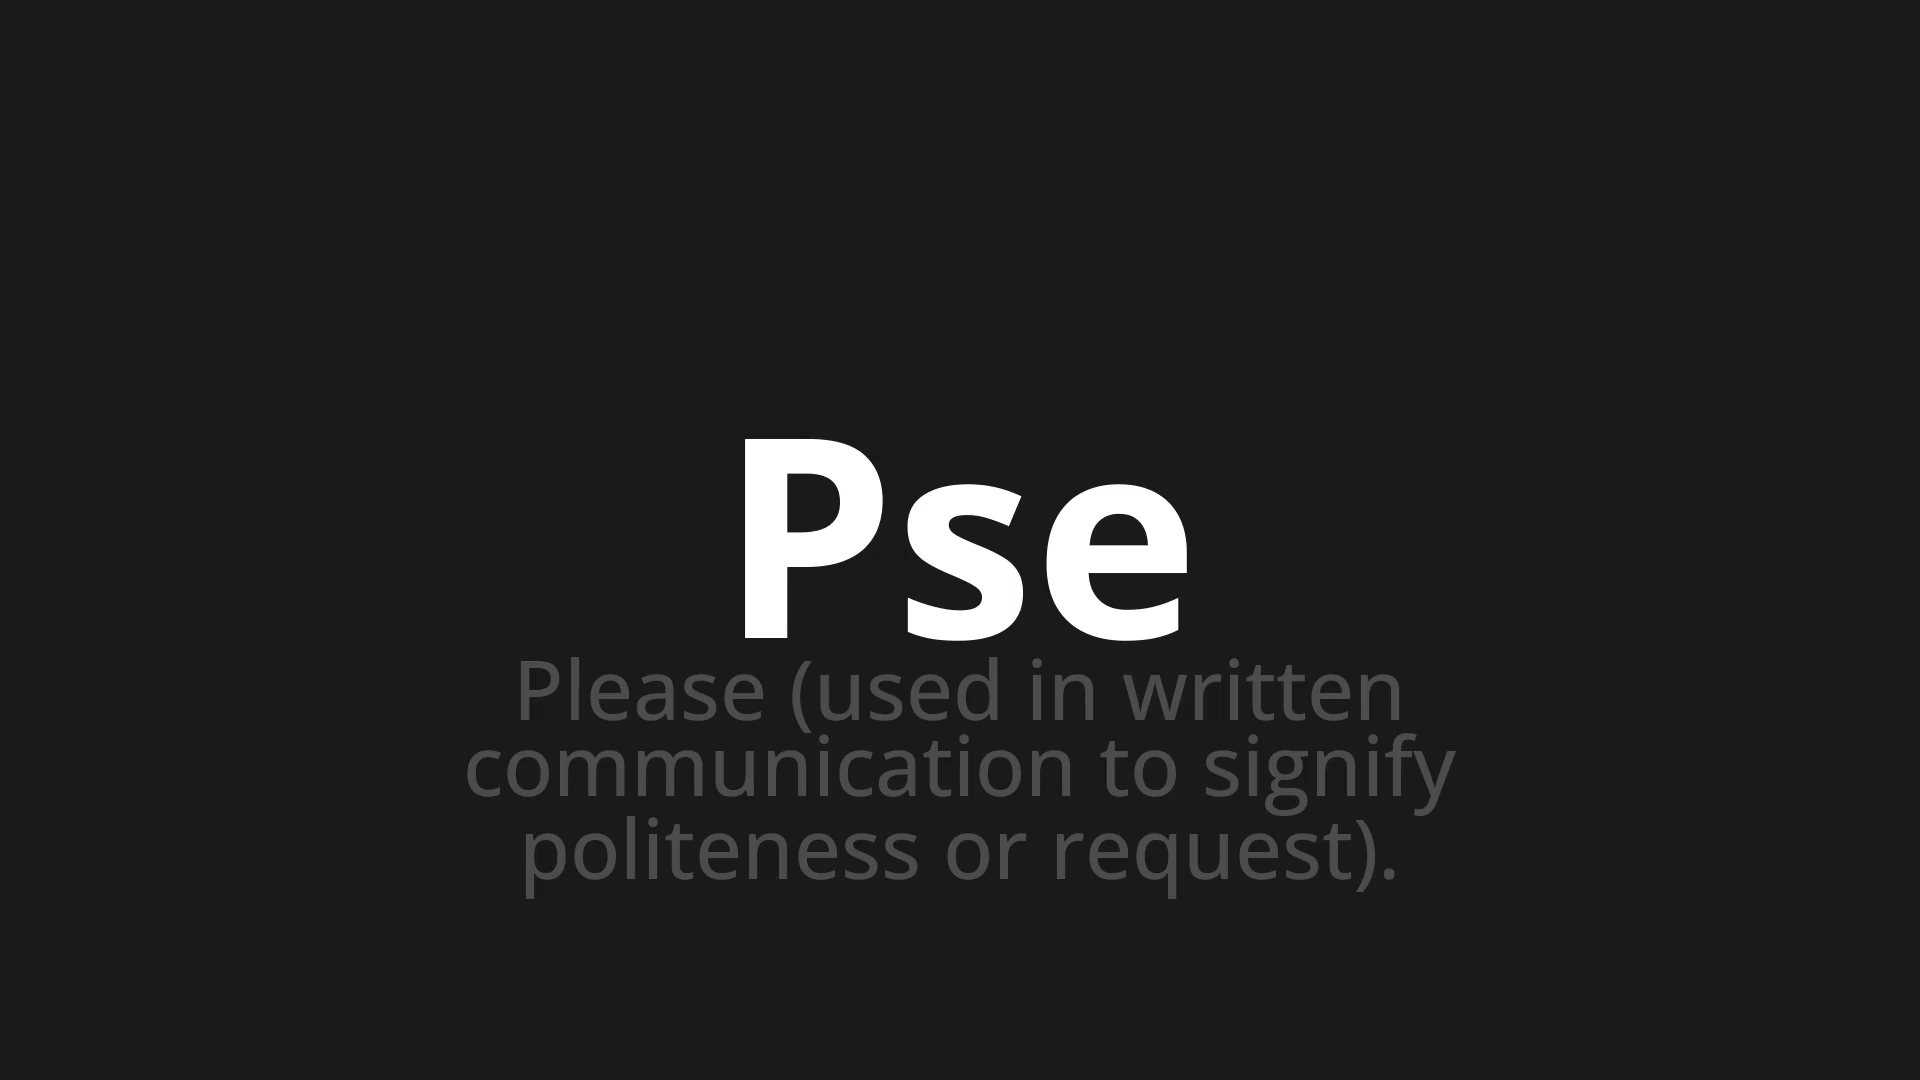 Pse
Please (used in written
communication to signify
politeness or request).